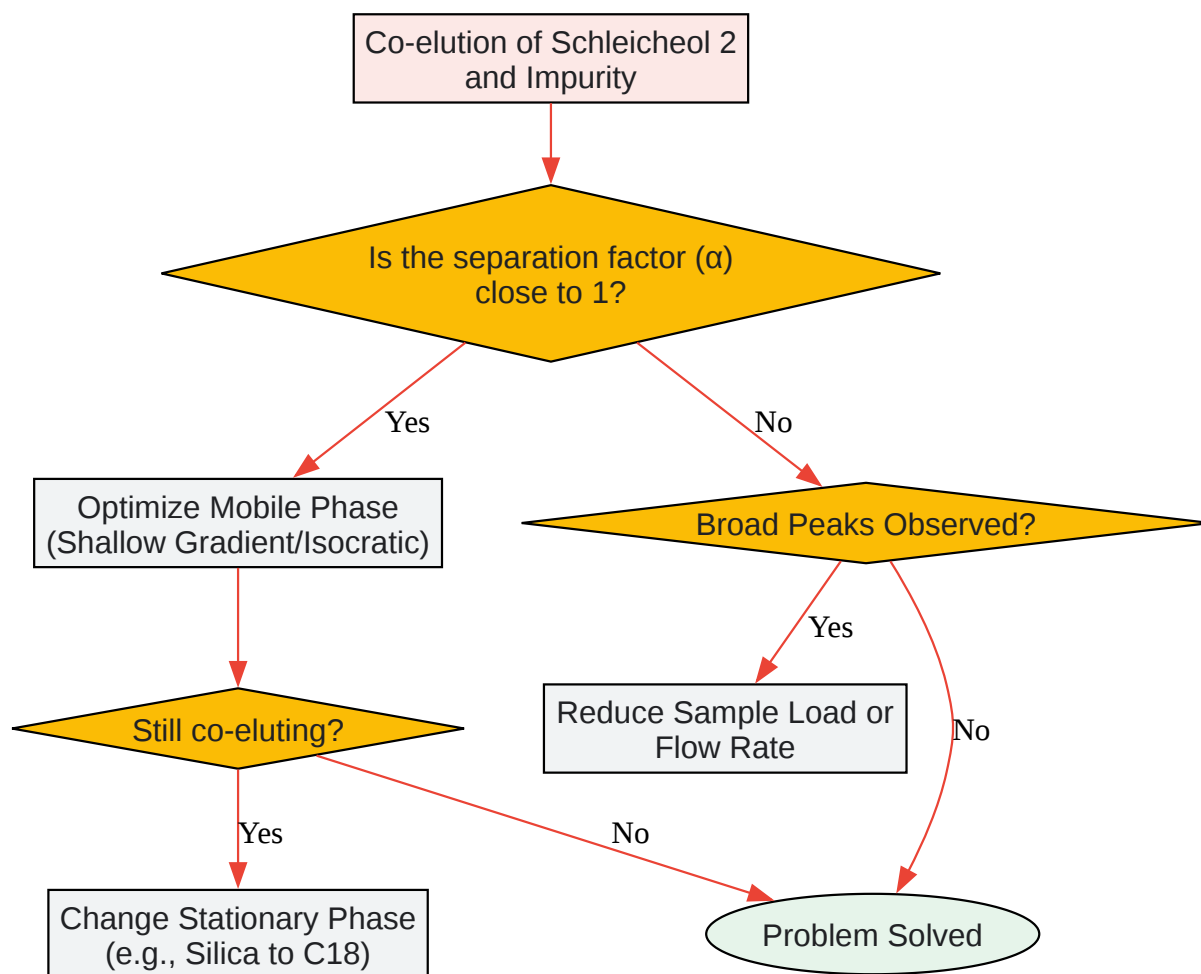 Co-elution of Schleicheol 2
and Impurity
Is the separation factor (α)
close to 1?
Yes
No
Optimize Mobile Phase
(Shallow Gradient/Isocratic)
Broad Peaks Observed?
Yes
Still co-eluting?
Reduce Sample Load or
Flow Rate
No
Yes
No
Change Stationary Phase
(e.g., Silica to C18)
Problem Solved